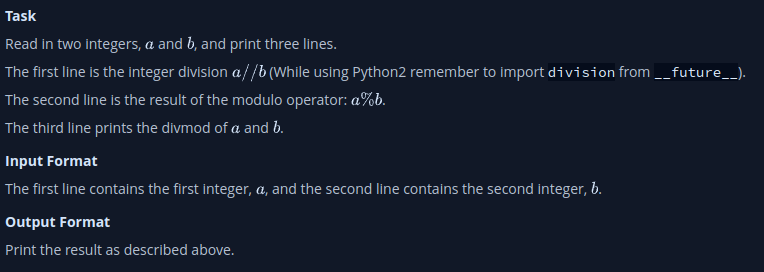 Task
Read in two integers, a and b, and print three lines.
The first line is the integer division a//b (While using Python2 remember to import division from __future__).
The second line is the result of the modulo operator: a%b.
The third line prints the divmod of a and b.
Input Format
The first line contains the first integer, a, and the second line contains the second integer, b.
Output Format
Print the result as described above.